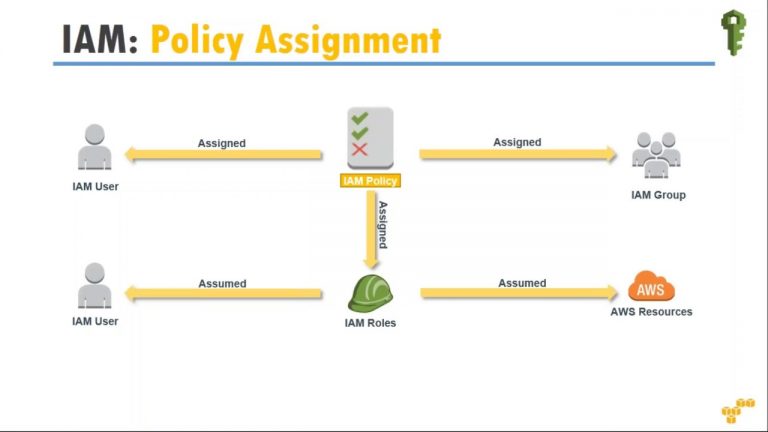 IAM: Policy Assignment
Assigned
Assigned
IAM User
IAM Policy
IAM Group
Assigned
Assumed
Assumed
AWS
IAM User
IAM Roles
AWS Resources